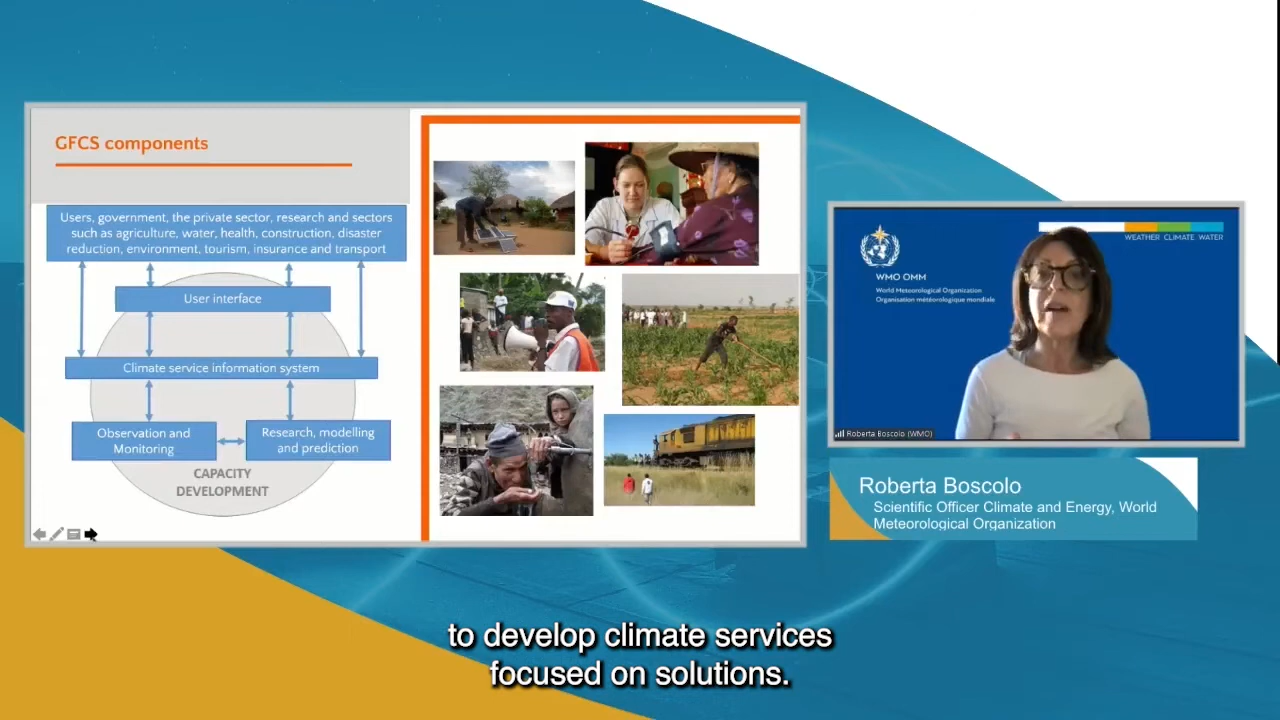 GFCS components
Users, government, the private sector, research and sectors
such as agriculture, water, health, construction, disaster
reduction, environment, tourism, insurance and transport
User interface
Climate service information system
Observation and
Monitoring
Research, modelling
and prediction
CAPACITY
DEVELOPMENT
WEATHER CLIMATE WATER
WMO OMM
World Meteorological Organization
Organisation météorologique mondiale
Roberta Boscolo (WMO)
Roberta Boscolo
Scientific Officer Climate and Energy, World
Meteorological Organization
to develop climate services
focused on solutions.